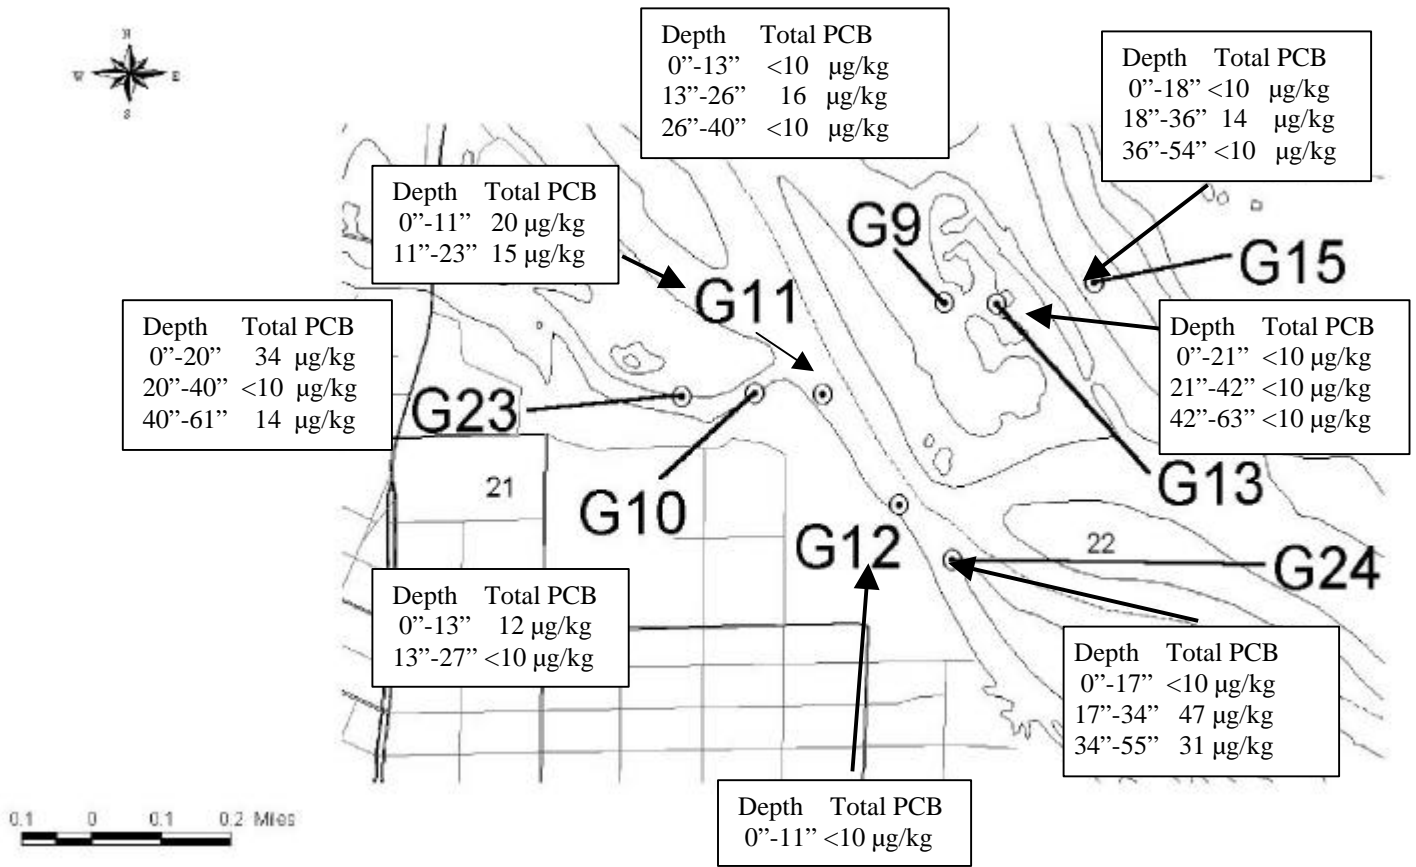 N
W E
S
Depth Total PCB
0”-13” <10 µg/kg
13”-26” 16 µg/kg
26”-40” <10 µg/kg
Depth Total PCB
0”-18” <10 µg/kg
18”-36” 14 µg/kg
36”-54” <10 µg/kg
Depth Total PCB
0”-11” 20 µg/kg
11”-23” 15 µg/kg
G9
G15
G11
Depth Total PCB
0”-20” 34 µg/kg
20”-40” <10 µg/kg
40”-61” 14 µg/kg
Depth Total PCB
0”-21” <10 µg/kg
21”-42” <10 µg/kg
42”-63” <10 µg/kg
G23
G13
21
G10
G12
22
G24
Depth Total PCB
0”-13” 12 µg/kg
13”-27” <10 µg/kg
Depth Total PCB
0”-17” <10 µg/kg
17”-34” 47 µg/kg
34”-55” 31 µg/kg
Depth Total PCB
0”-11” <10 µg/kg
0.1 0 0.1 0.2 Miles